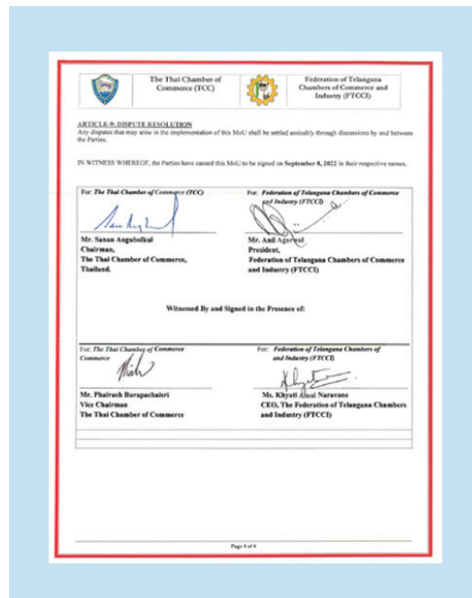 The Thai Chamber of
Commerce (TCC)
Federation of Telangana
Chambers of Commerce and
Industry (FTCCI)
ARTICLE-9: DISPUTE RESOLUTION
Any disputes that may arise in the implementation of this MoU shall be settled amicably through discussions by and between
the Parties.
IN WITNESS WHEREOF, the Parties have caused this MoU to be signed on September 8, 2022 in their respective names.
For: The Thai Chamber of Commerce (TCC)
Mr. Sanan Angubolkul
Chairman,
The Thai Chamber of Commerce,
Thailand.
For: Federation of Telangana Chambers of Commerce
and Industry (FTCCI)
Mr. Anil Agarwal
President,
Federation of Telangana Chambers of Commerce
and Industry (FTCCI)
Witnessed By and Signed in the Presence of:
For: The Thai Chamber of Commerce
Commerce
Mr. Phairush Burapachaisri
Vice Chairman
The Thai Chamber of Commerce
For: Federation of Telangana Chambers of
and Industry (FTCCI)
Ms. Khyati Naravane
CEO, The Federation of Telangana Chambers
and Industry (FTCCI)
Page 4 of 4